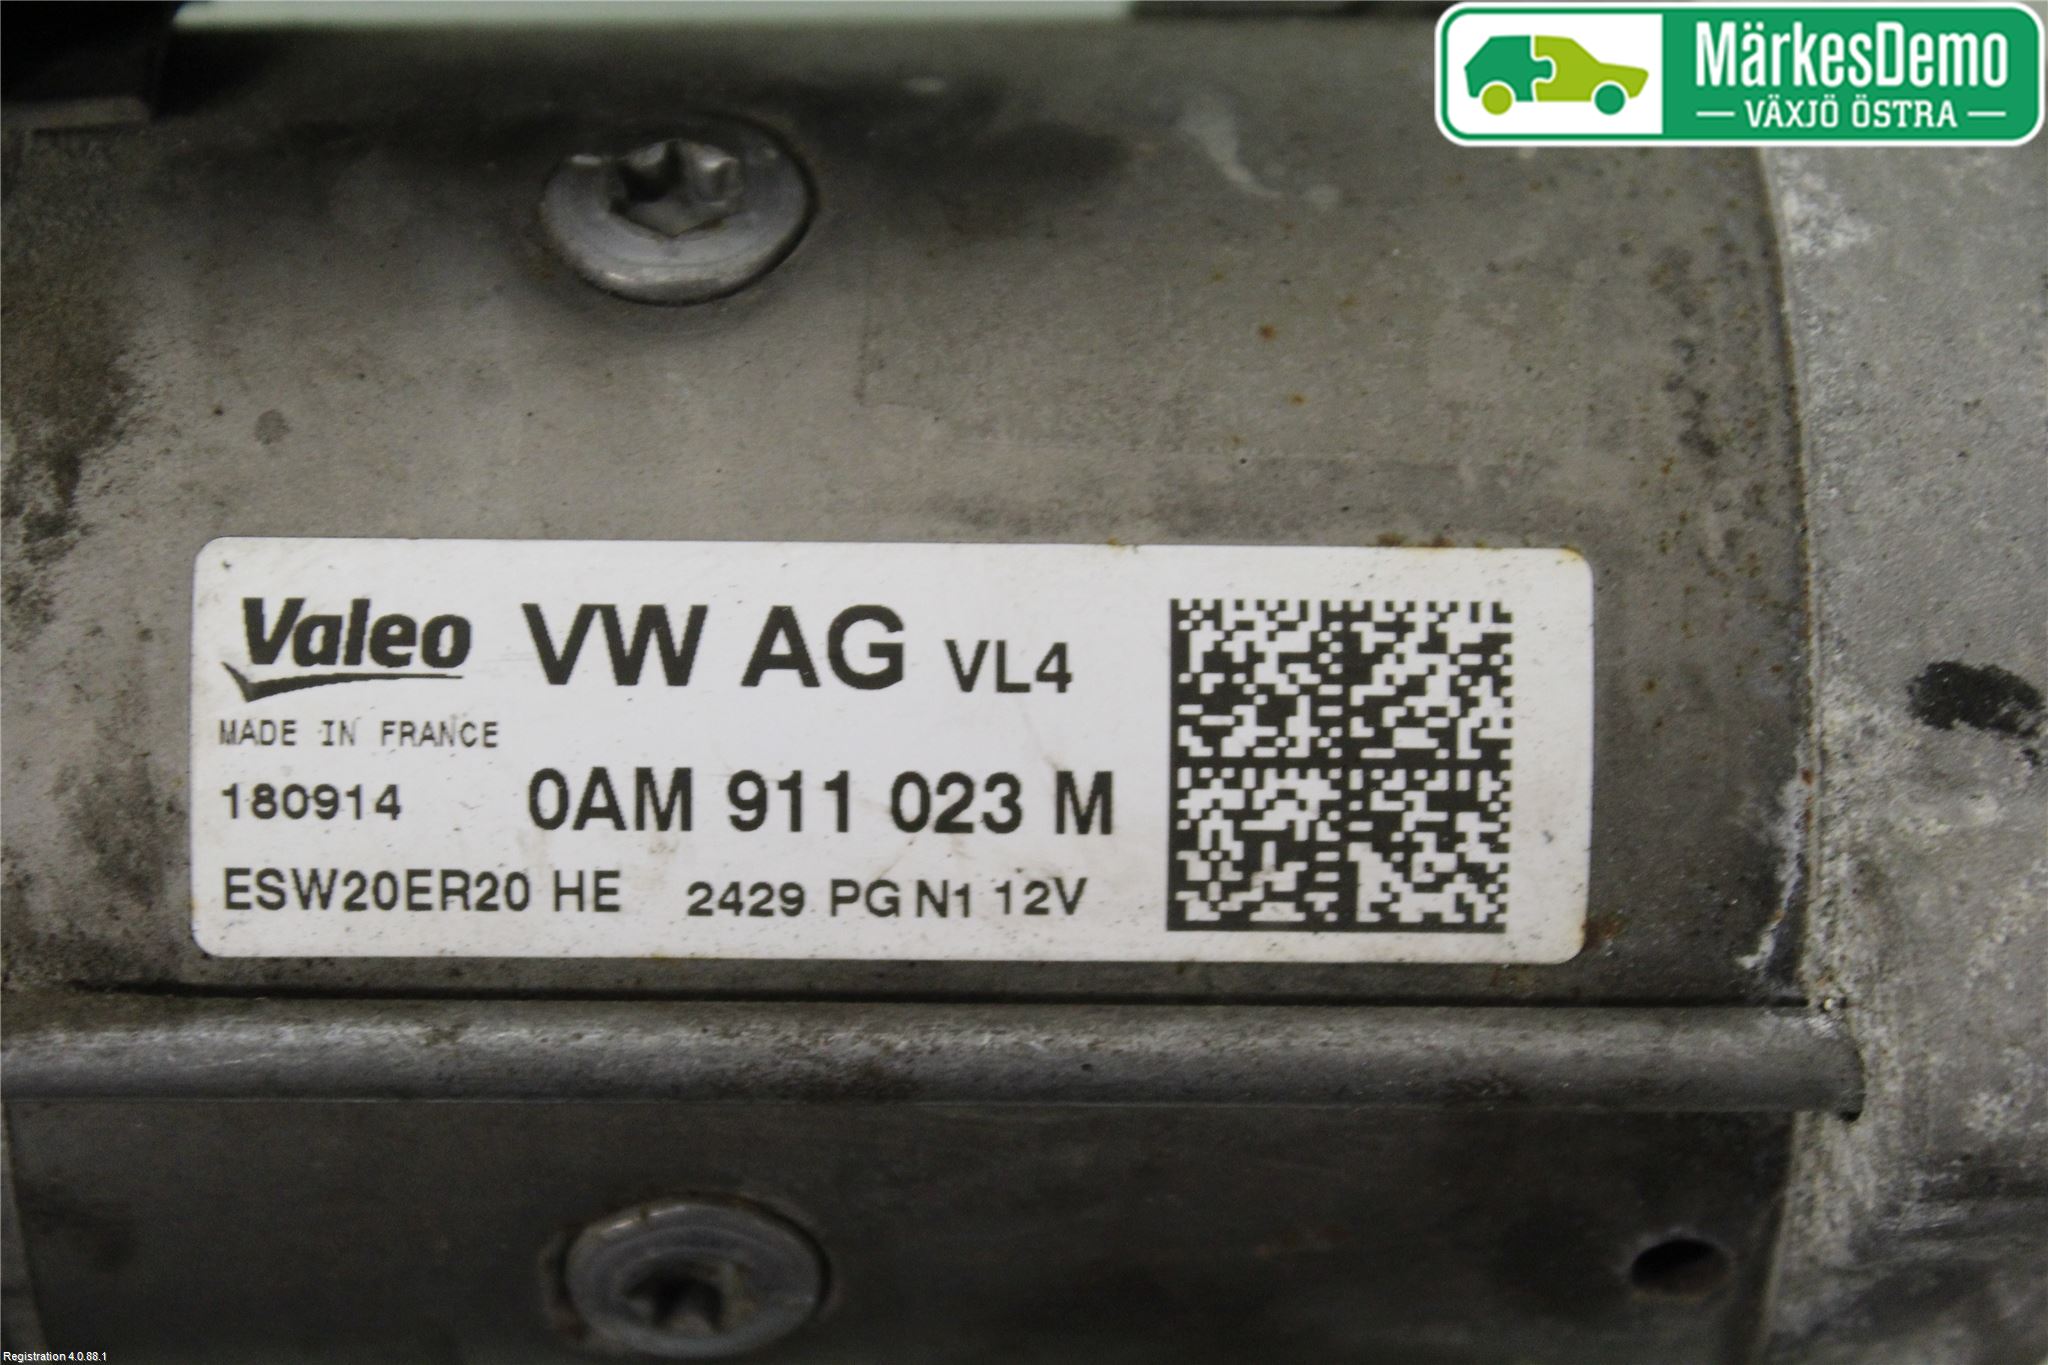 MärkesDemo
— VÄXJÖ ÖSTRA —
Valeo VW AG VL4
MADE IN FRANCE
180914 0AM 911 023 M
ESW20ER20 HE 2429 PG N1 12V
Registration 4.0.88.1